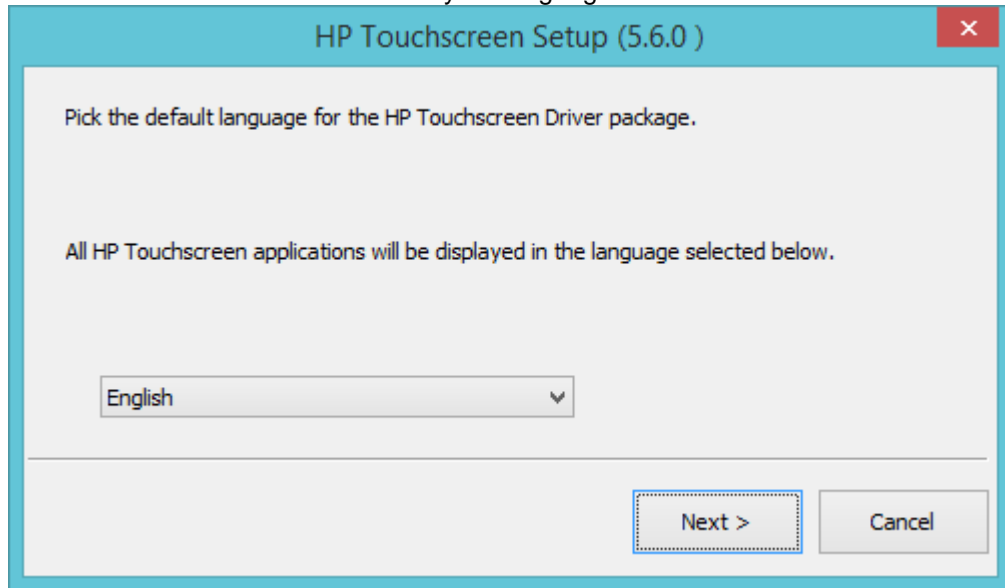 HP Touchscreen Setup (5.6.0 )
Pick the default language for the HP Touchscreen Driver package.
All HP Touchscreen applications will be displayed in the language selected below.
English
Next >
Cancel